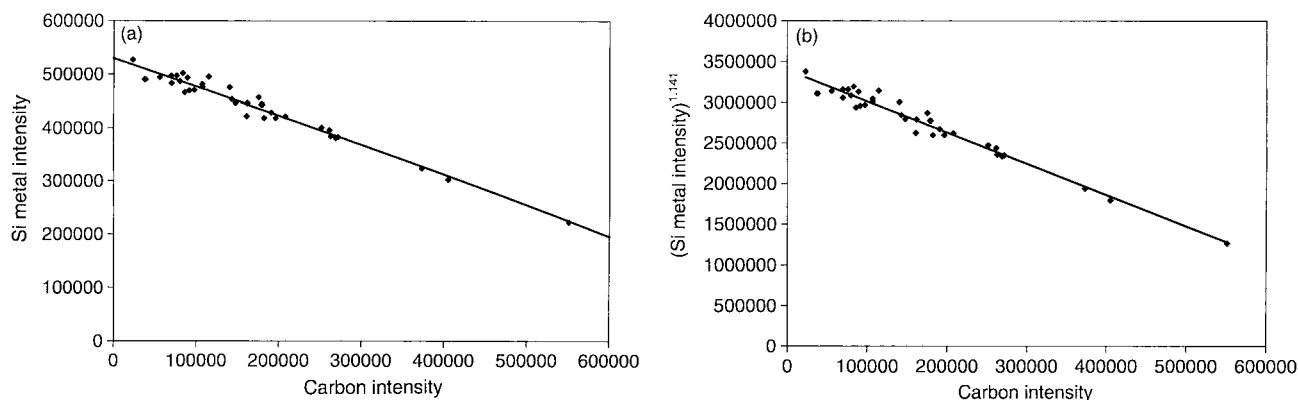 (a)
Si metal intensity
600000
500000
400000
300000
200000
100000
0
0 100000 200000 300000 400000 500000 600000
Carbon intensity
(b)
(Si metal intensity)^1.141
4000000
3500000
3000000
2500000
2000000
1500000
1000000
500000
0
0 100000 200000 300000 400000 500000 600000
Carbon intensity